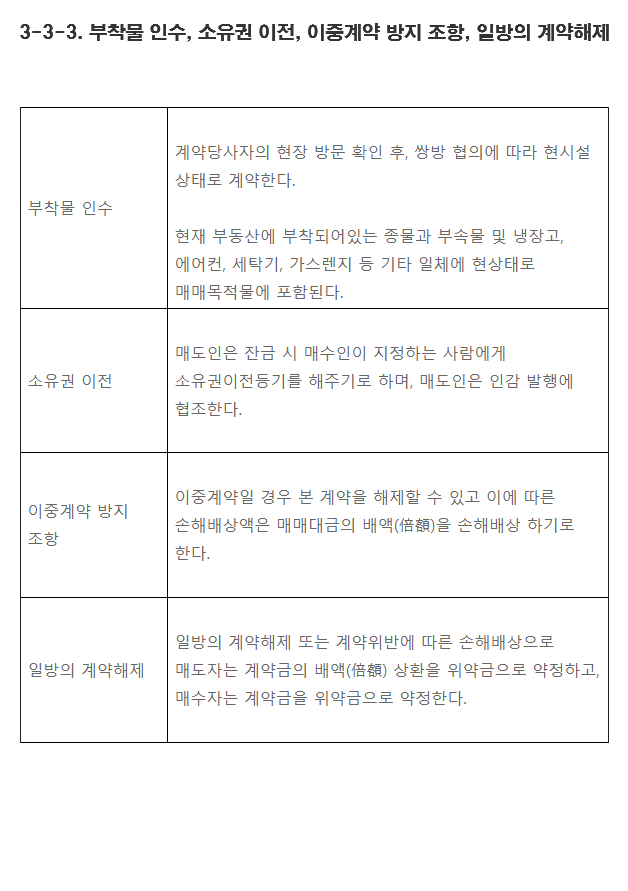 3-3-3. 부착물 인수, 소유권 이전, 이중계약 방지 조항, 일방의 계약해제
부착물 인수
계약당사자의 현장 방문 확인 후, 쌍방 협의에 따라 현시설
상태로 계약한다.
현재 부동산에 부착되어있는 종물과 부속물 및 냉장고,
에어컨, 세탁기, 가스렌지 등 기타 일체에 현상태로
매매목적물에 포함된다.
소유권 이전
매도인은 잔금 시 매수인이 지정하는 사람에게
소유권이전등기를 해주기로 하며, 매도인은 인감 발행에
협조한다.
이중계약 방지
조항
이중계약일 경우 본 계약을 해제할 수 있고 이에 따른
손해배상액은 매매대금의 배액(倍額)을 손해배상 하기로
한다.
일방의 계약해제
일방의 계약해제 또는 계약위반에 따른 손해배상으로
매도자는 계약금의 배액(倍額) 상환을 위약금으로 약정하고,
매수자는 계약금을 위약금으로 약정한다.